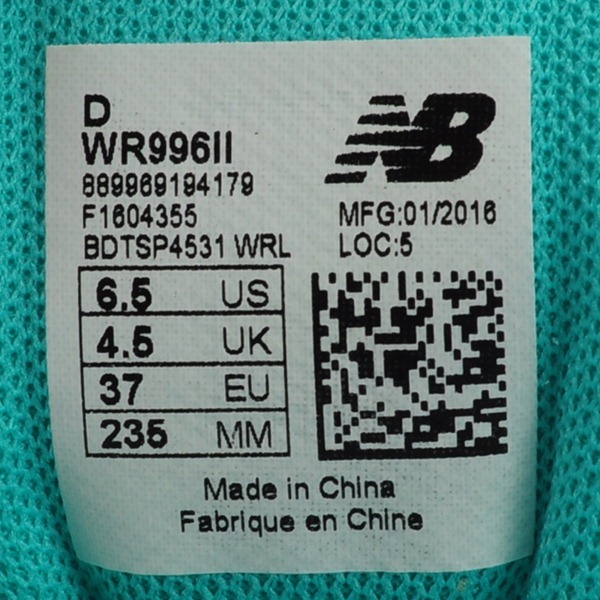 D
WR996II
889969194179
F1604355
BDTSP4531 WRL
NB
MFG:01/2016
LOC:5
6.5 US
4.5 UK
37 EU
235 MM
Made in China
Fabrique en Chine